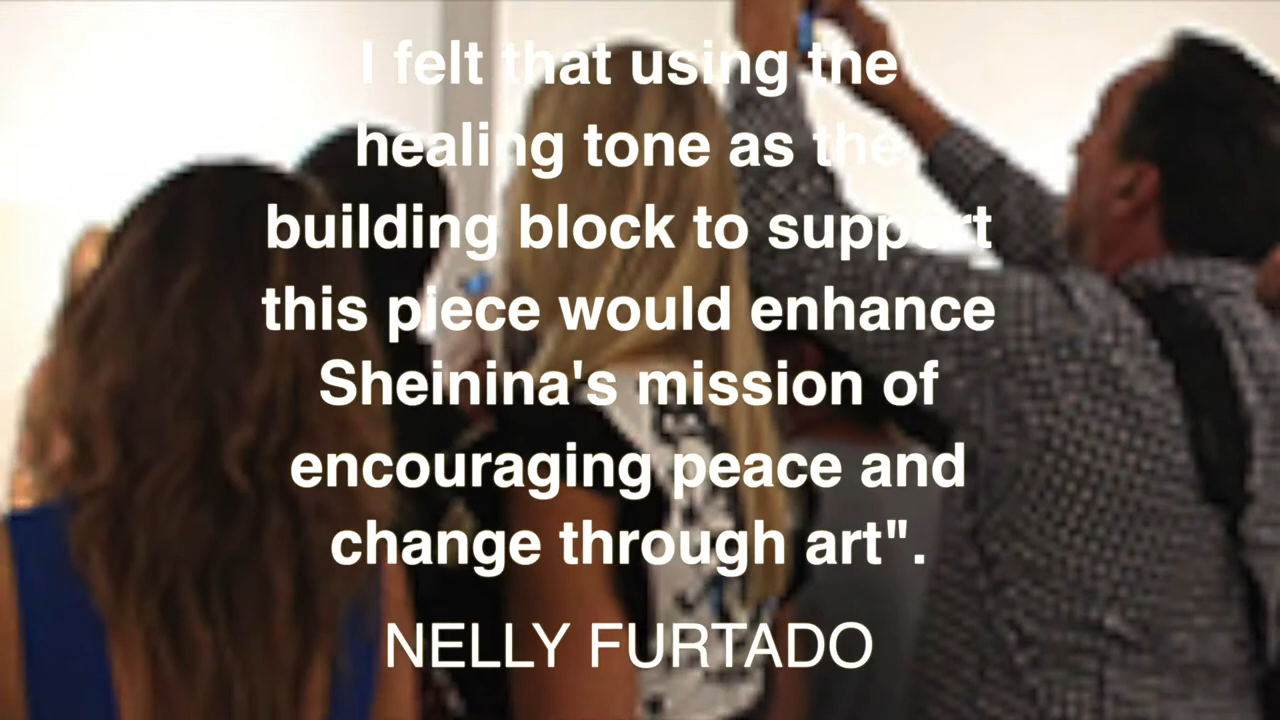 I felt that using the
healing tone as the
building block to support
this piece would enhance
Sheinina's mission of
encouraging peace and
change through art".
NELLY FURTADO